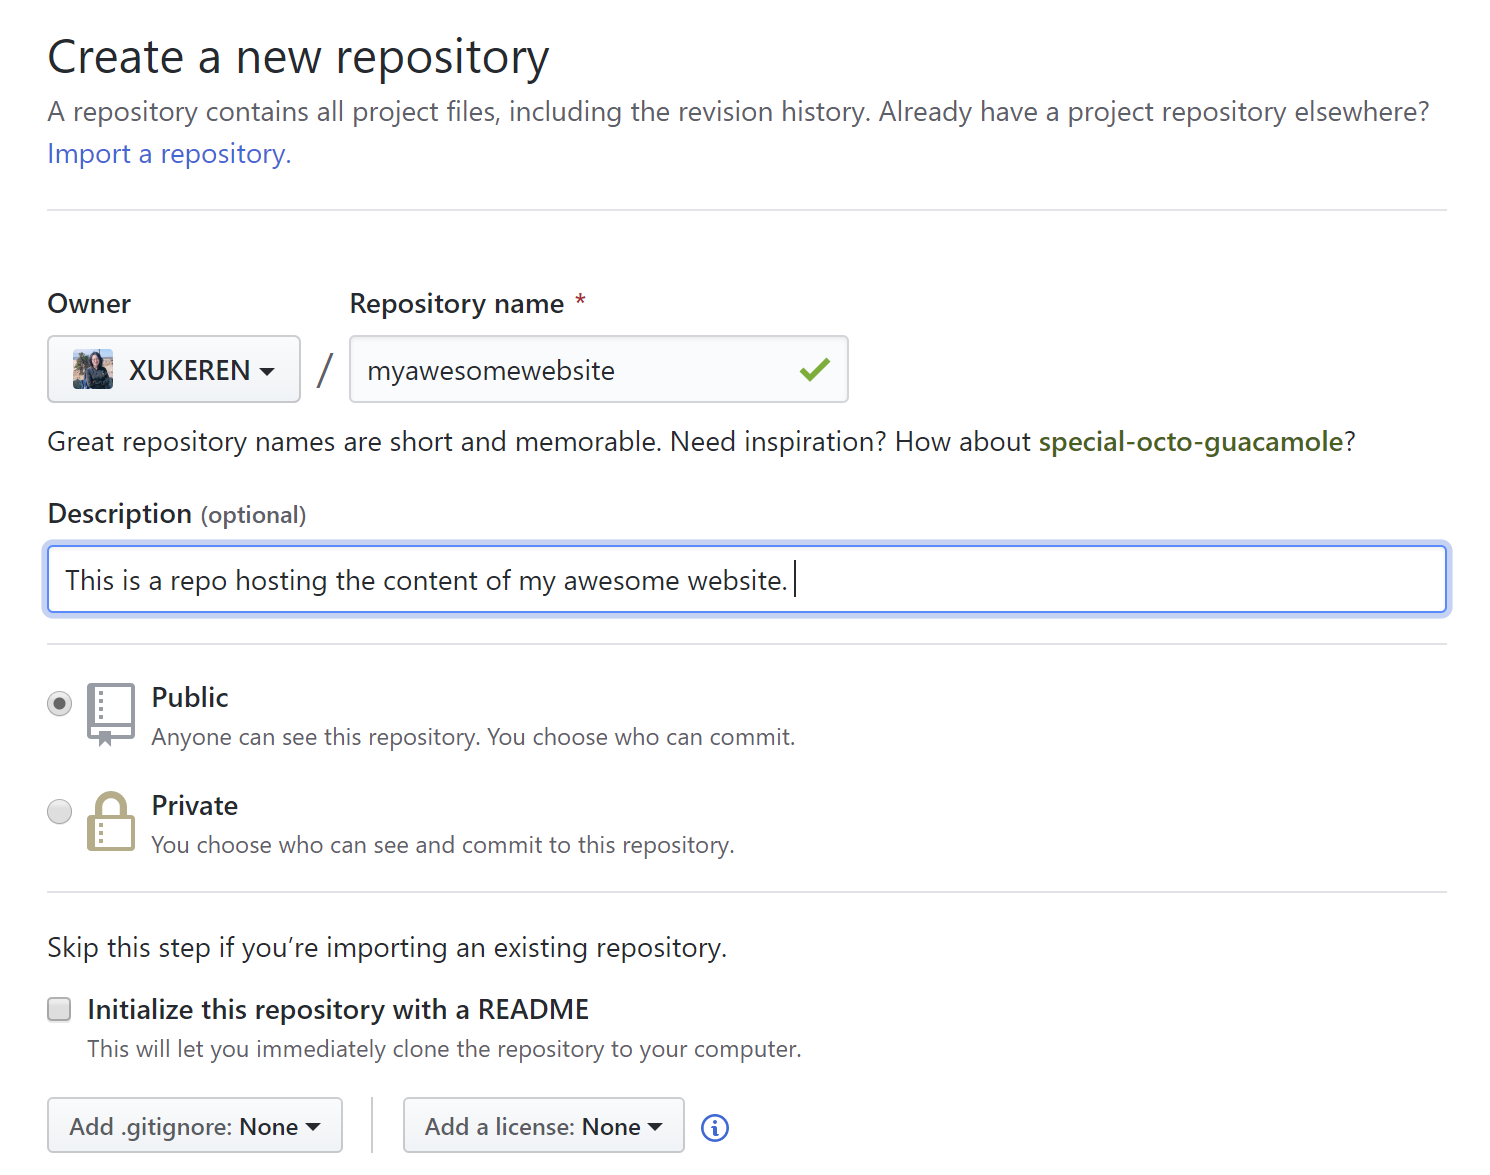 Create a new repository
A repository contains all project files, including the revision history. Already have a project repository elsewhere?
Import a repository.
Owner
Repository name *
XUKEREN
/
myawesomewebsite
Great repository names are short and memorable. Need inspiration? How about special-octo-guacamole?
Description (optional)
This is a repo hosting the content of my awesome website.
Public
Anyone can see this repository. You choose who can commit.
Private
You choose who can see and commit to this repository.
Skip this step if you’re importing an existing repository.
Initialize this repository with a README
This will let you immediately clone the repository to your computer.
Add .gitignore: None
Add a license: None